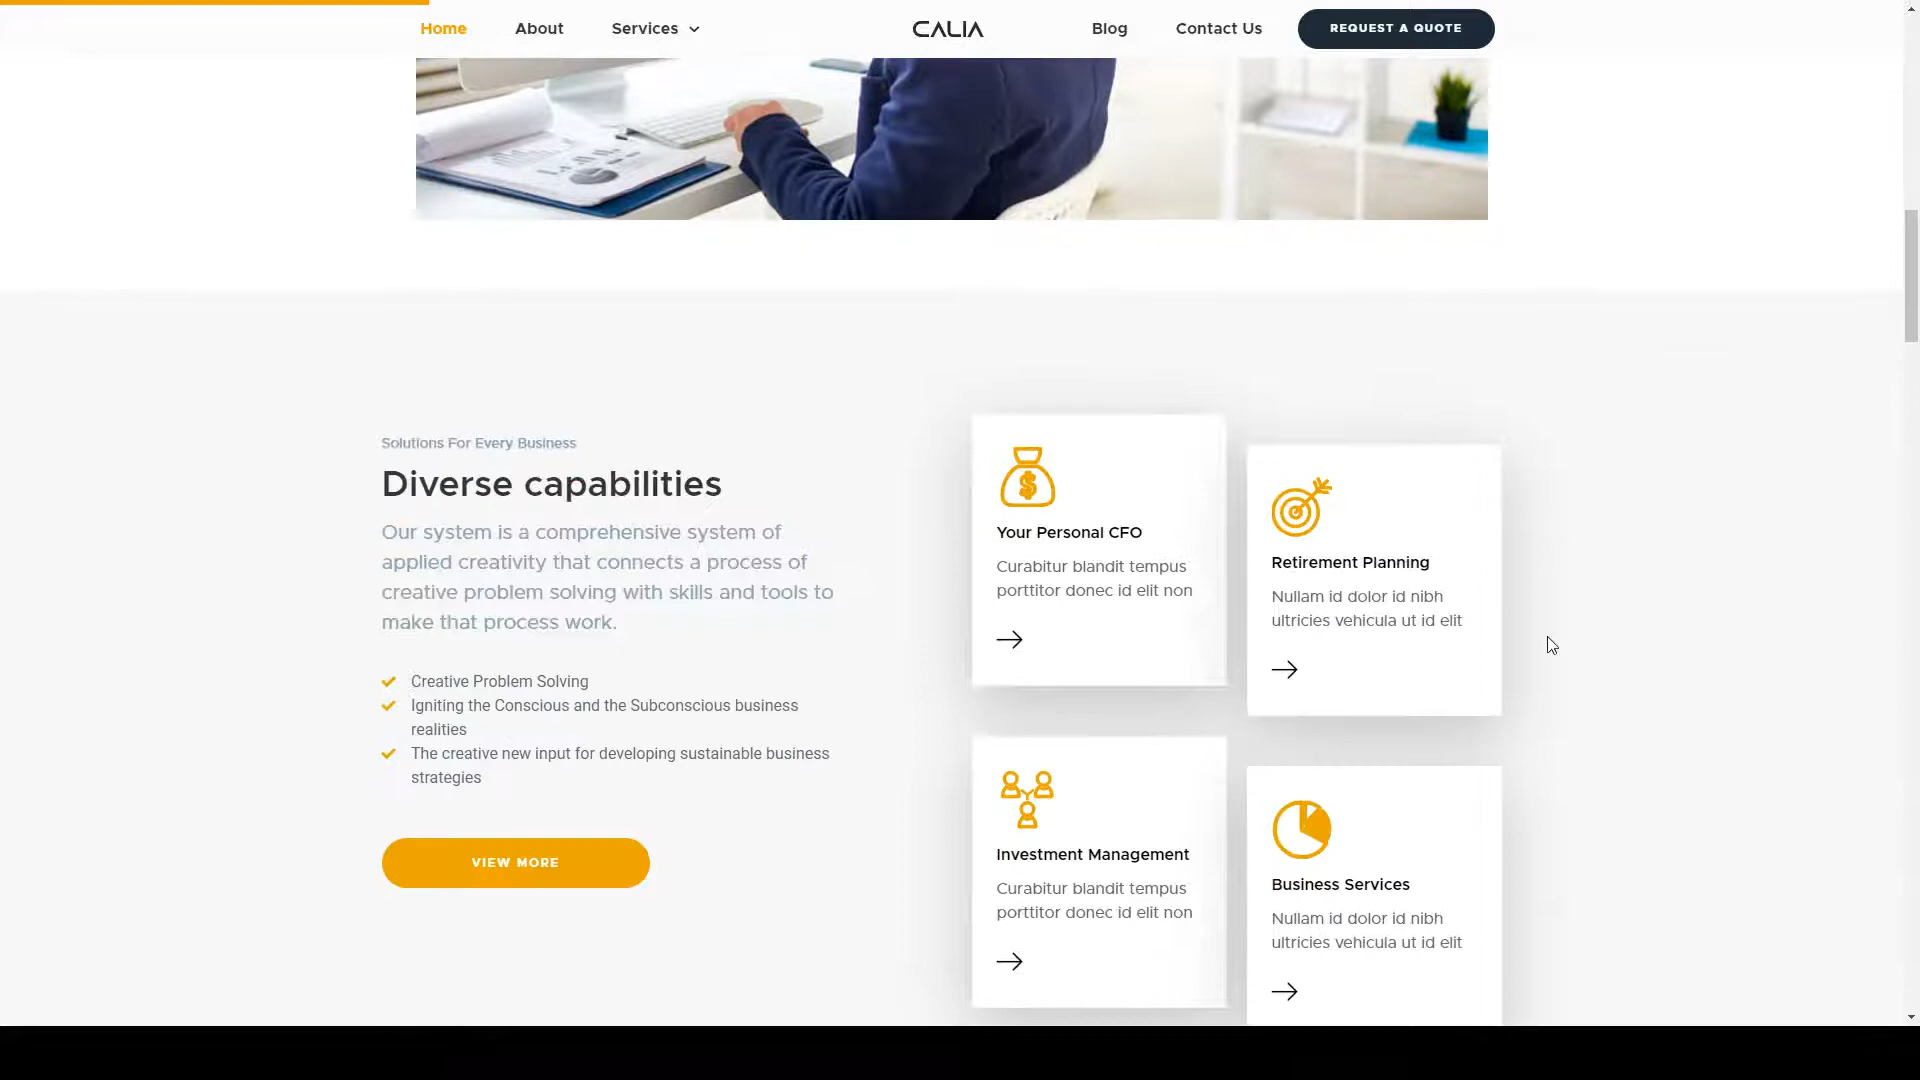 Home
About
Services
CALIA
Blog
Contact Us
REQUEST A QUOTE
Solutions For Every Business
Diverse capabilities
Our system is a comprehensive system of
applied creativity that connects a process of
creative problem solving with skills and tools to
make that process work.
Creative Problem Solving
Igniting the Conscious and the Subconscious business
realities
The creative new input for developing sustainable business
strategies
VIEW MORE
Your Personal CFO
Curabitur blandit tempus
porttitor donec id elit non
Retirement Planning
Nullam id dolor id nibh
ultricies vehicula ut id elit
Investment Management
Curabitur blandit tempus
porttitor donec id elit non
Business Services
Nullam id dolor id nibh
ultricies vehicula ut id elit